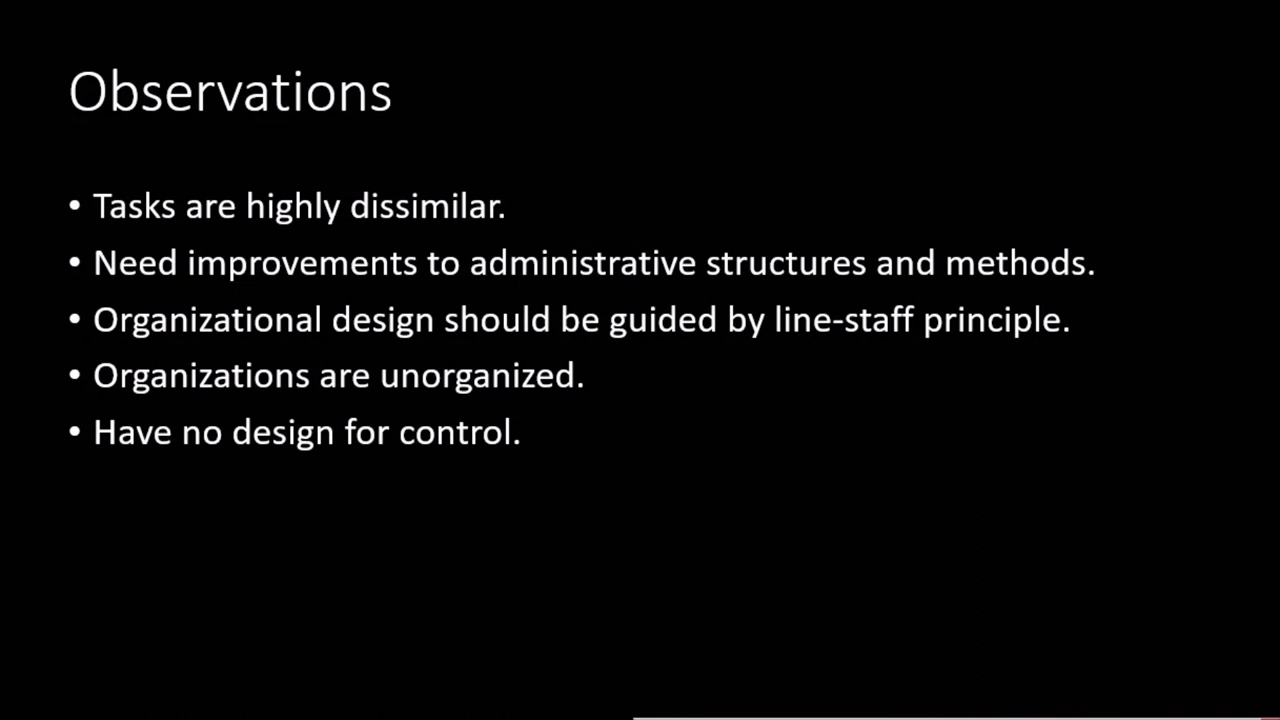 Observations
• Tasks are highly dissimilar.
• Need improvements to administrative structures and methods.
• Organizational design should be guided by line-staff principle.
• Organizations are unorganized.
• Have no design for control.